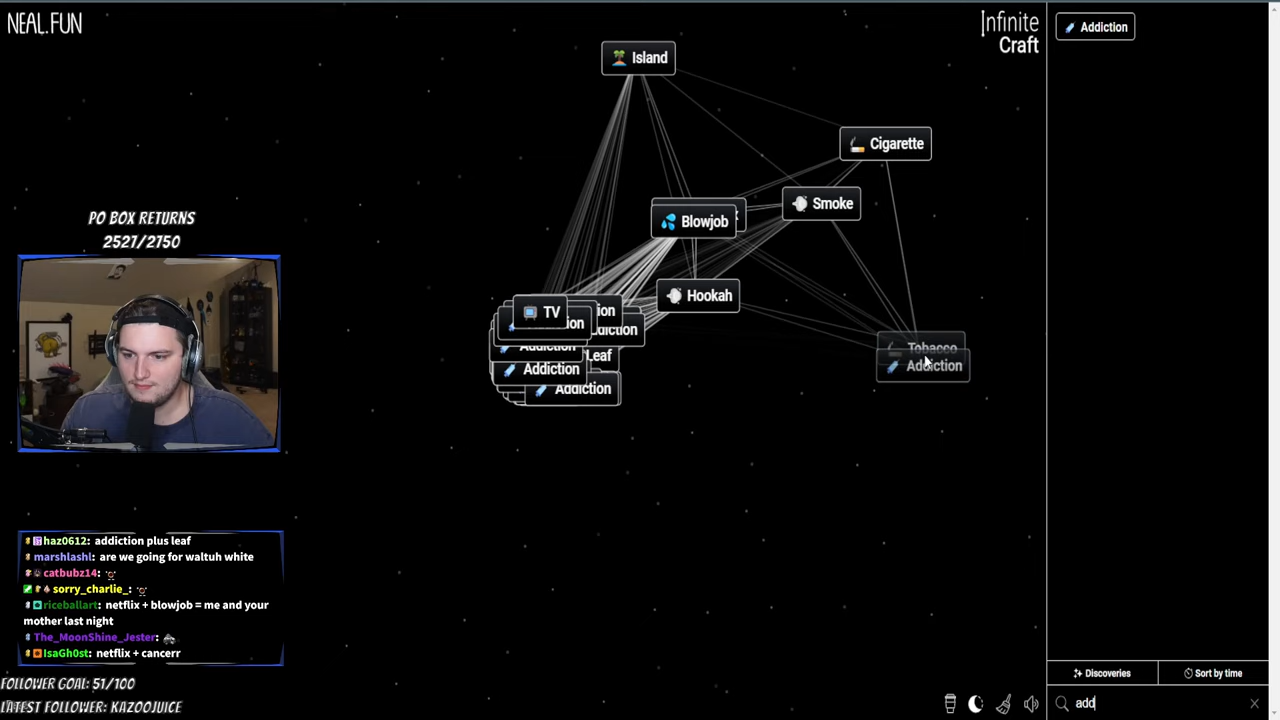 NEAL.FUN
Infinite
Craft
Addiction
Island
Cigarette
Smoke
Blowjob
Hookah
TV
Addiction
Leaf
Addiction
Addiction
Tobacco
Addiction
PO BOX RETURNS
2527/2750
haz0612: addiction plus leaf
marshlashl: are we going for waltuh white
catbubz14:
sorry_charlie_:
riceballart: netflix + blowjob = me and your
mother last night
The_MoonShine_Jester:
IsaGh0st: netflix + cancerr
FOLLOWER GOAL: 51/100
LATEST FOLLOWER: KAZOOJUICE
Discoveries
Sort by time
add